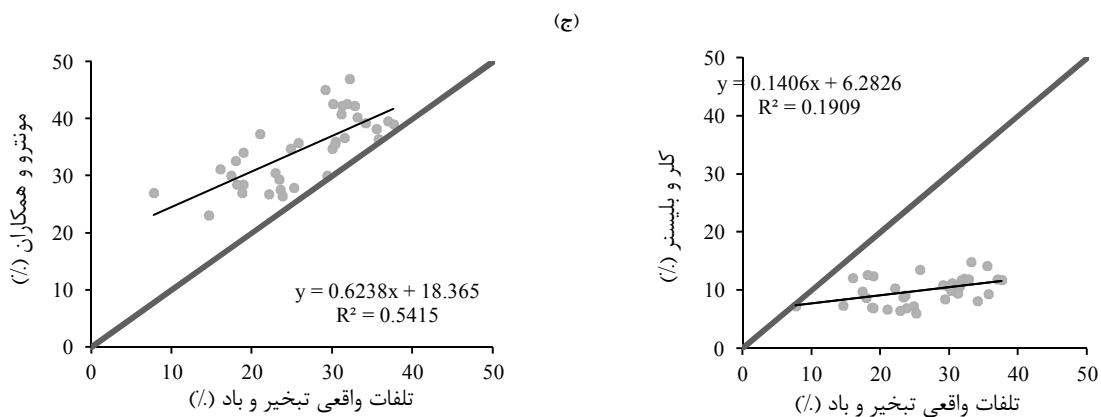 (ج)
50
40
30
20
10
0
0 10 20 30 40 50
y = 0.6238x + 18.365
R² = 0.5415
مونترو و همکاران (٪)
تلفات واقعی تبخیر و باد (٪)
50
40
30
20
10
0
0 10 20 30 40 50
y = 0.1406x + 6.2826
R² = 0.1909
کلر و بلیسنر (٪)
تلفات واقعی تبخیر و باد (٪)